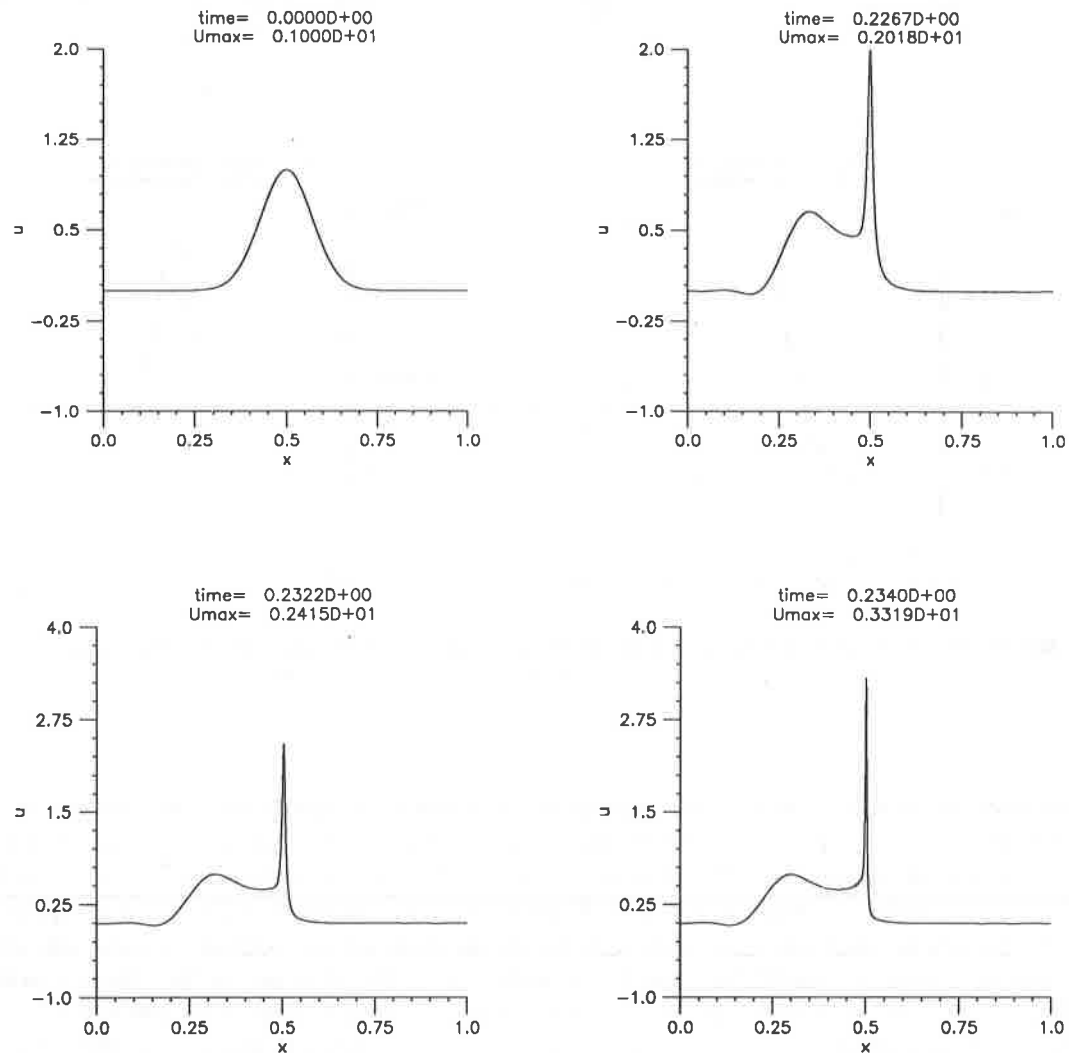 time= 0.0000D+00
Umax= 0.1000D+01
2.0
1.25
0.5
-0.25
-1.0
u
0.0 0.25 0.5 0.75 1.0
x
time= 0.2267D+00
Umax= 0.2018D+01
2.0
1.25
0.5
-0.25
-1.0
u
0.0 0.25 0.5 0.75 1.0
x
time= 0.2322D+00
Umax= 0.2415D+01
4.0
2.75
1.5
0.25
-1.0
u
0.0 0.25 0.5 0.75 1.0
x
time= 0.2340D+00
Umax= 0.3319D+01
4.0
2.75
1.5
0.25
-1.0
u
0.0 0.25 0.5 0.75 1.0
x